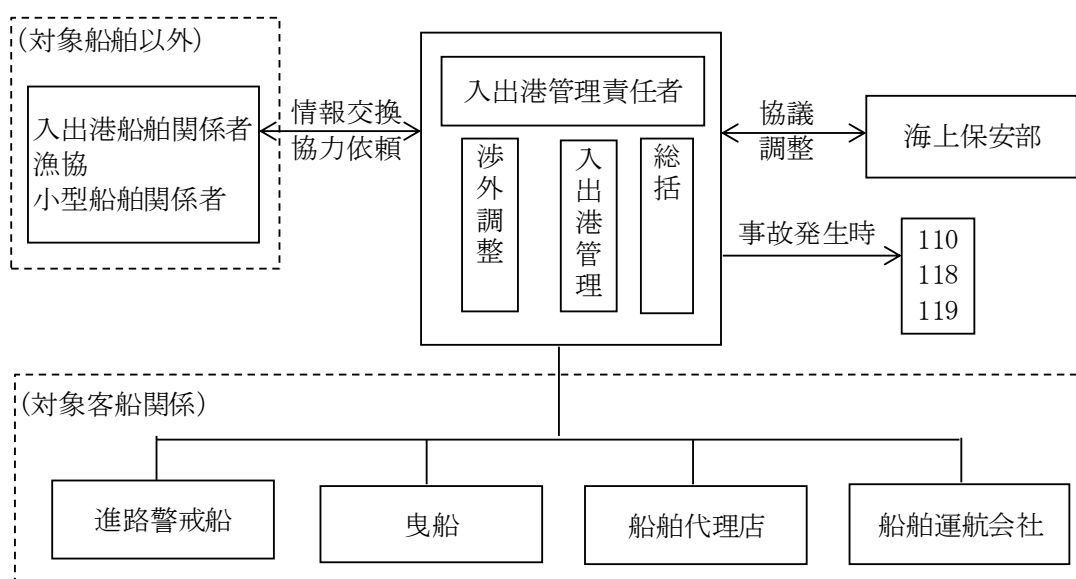 (対象船舶以外)
入出港船舶関係者
漁協
小型船舶関係者
情報交換
協力依頼
入出港管理責任者
渉外調整
入出港管理
総括
協議
調整
海上保安部
事故発生時
110
118
119
(対象客船関係)
進路警戒船
曳船
船舶代理店
船舶運航会社